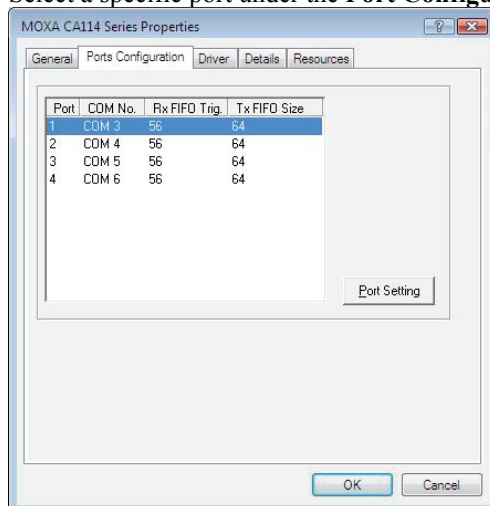 Select a specific port under the Port Configu
MOXA CA114 Series Properties
General Ports Configuration Driver Details Resources
Port COM No. Rx FIFO Trig. Tx FIFO Size
1 COM 3 56 64
2 COM 4 56 64
3 COM 5 56 64
4 COM 6 56 64
Port Setting
OK Cancel